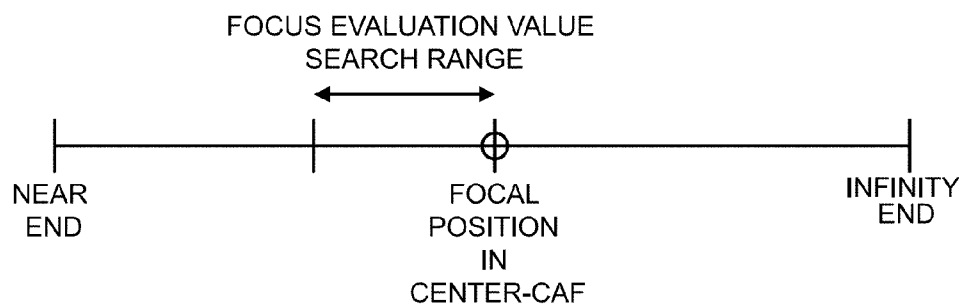 FOCUS EVALUATION VALUE
SEARCH RANGE
NEAR
END
FOCAL
POSITION
IN
CENTER-CAF
INFINITY
END